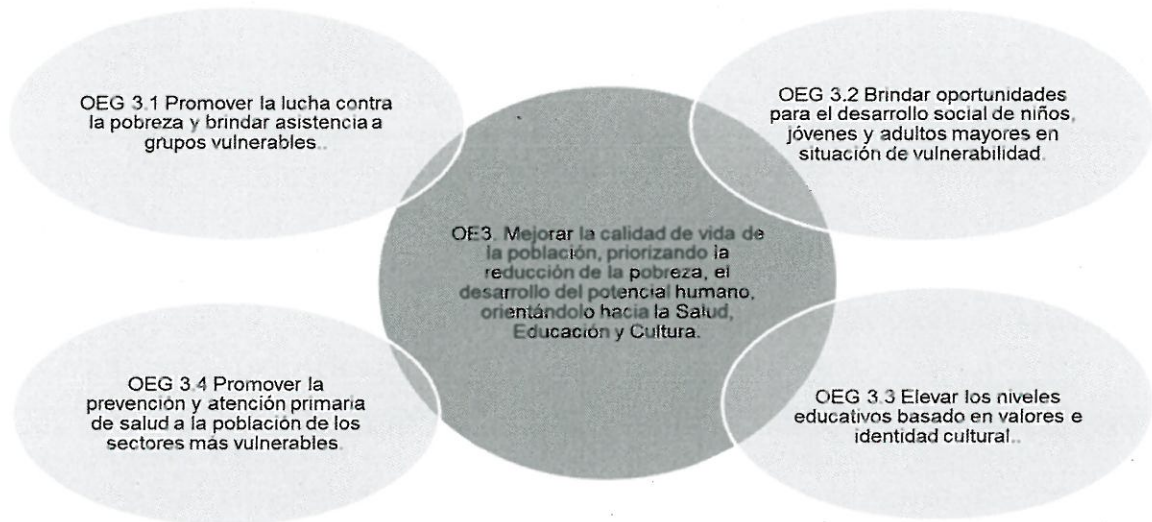 OEG 3.1 Promover la lucha contra
la pobreza y brindar asistencia a
grupos vulnerables..
OEG 3.2 Brindar oportunidades
para el desarrollo social de niños,
jóvenes y adultos mayores en
situación de vulnerabilidad.
OE3. Mejorar la calidad de vida de
la población, priorizando la
reducción de la pobreza, el
desarrollo del potencial humano,
orientándolo hacia la Salud,
Educación y Cultura.
OEG 3.4 Promover la
prevención y atención primaria
de salud a la población de los
sectores más vulnerables.
OEG 3.3 Elevar los niveles
educativos basado en valores e
identidad cultural..